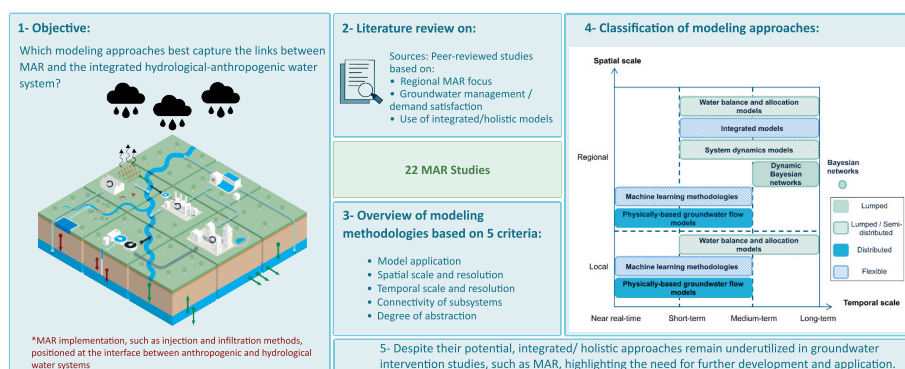 1- Objective:
Which modeling approaches best capture the links between
MAR and the integrated hydrological-anthropogenic water
system?
*MAR implementation, such as injection and infiltration methods,
positioned at the interface between anthropogenic and hydrological
water systems
2- Literature review on:
Sources: Peer-reviewed studies
based on:
• Regional MAR focus
• Groundwater management /
demand satisfaction
• Use of integrated/holistic models
22 MAR Studies
3- Overview of modeling
methodologies based on 5 criteria:
• Model application
• Spatial scale and resolution
• Temporal scale and resolution
• Connectivity of subsystems
• Degree of abstraction
4- Classification of modeling approaches:
Spatial scale
Regional
Water balance and allocation
models
Integrated models
System dynamics models
Dynamic
Bayesian
networks
Machine learning methodologies
Physically-based groundwater flow
models
Local
Water balance and allocation
models
Machine learning methodologies
Physically-based groundwater flow
models
Near real-time
Short-term
Medium-term
Long-term
Temporal scale
Bayesian
networks
Lumped
Lumped / Semi-
distributed
Distributed
Flexible
5- Despite their potential, integrated/ holistic approaches remain underutilized in groundwater
intervention studies, such as MAR, highlighting the need for further development and application.